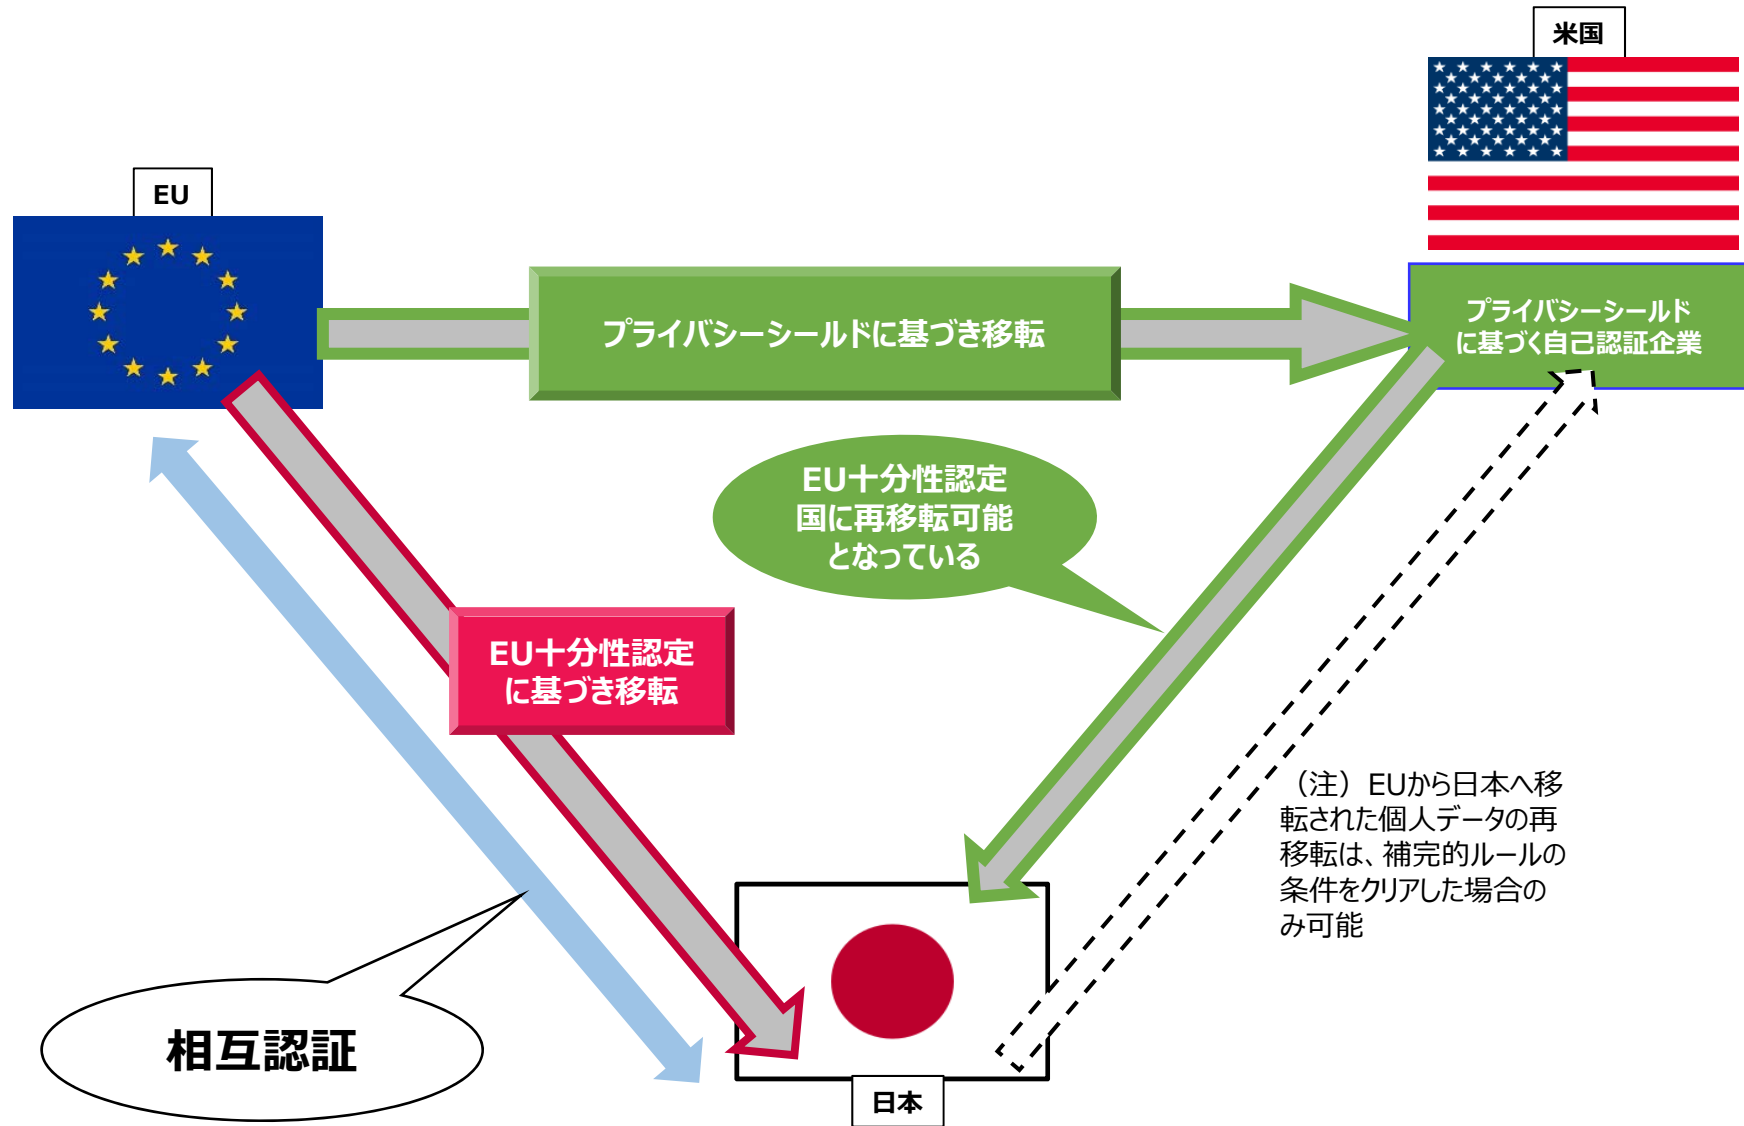 米国
EU
プライバシーシールドに基づき移転
プライバシーシールド
に基づく自己認証企業
EU十分性認定
国に再移転可能
となっている
EU十分性認定
に基づき移転
（注）EUから日本へ移
転された個人データの再
移転は、補完的ルールの
条件をクリアした場合の
み可能
相互認証
日本